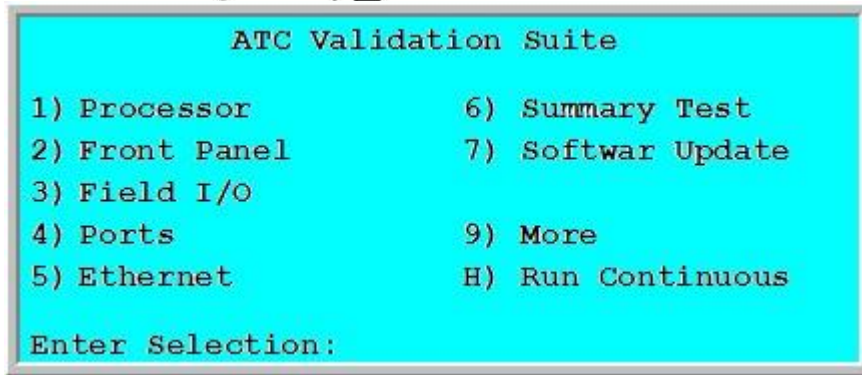 ATC Validation Suite
1) Processor 6) Summary Test
2) Front Panel 7) Softwar Update
3) Field I/O
4) Ports 9) More
5) Ethernet H) Run Continuous
Enter Selection: